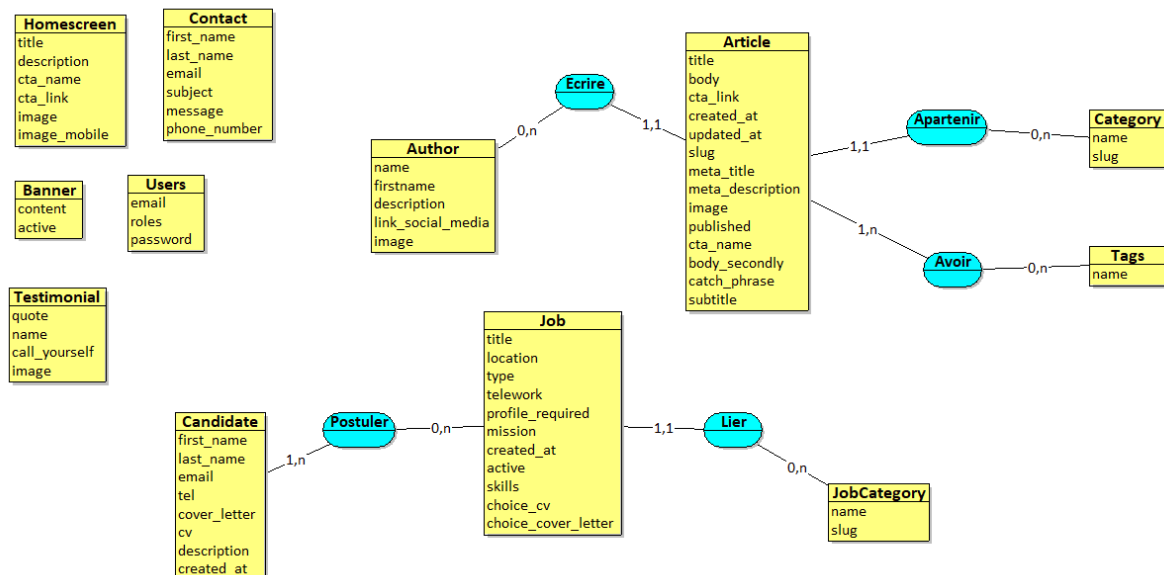 Homescreen
title
description
cta_name
cta_link
image
image_mobile
Contact
first_name
last_name
email
subject
message
phone_number
Banner
content
active
Users
email
roles
password
Testimonial
quote
name
call_yourself
image
Author
name
firstname
description
link_social_media
image
0,n
Ecrire
1,1
Article
title
body
cta_link
created_at
updated_at
slug
meta_title
meta_description
image
published
cta_name
body_secondly
catch_phrase
subtitle
1,1
Apartenir
0,n
Category
name
slug
1,n
Avoir
0,n
Tags
name
Candidate
first_name
last_name
email
tel
cover_letter
cv
description
created_at
1,n
Postuler
0,n
Job
title
location
type
telework
profile_required
mission
created_at
active
skills
choice_cv
choice_cover_letter
1,1
Lier
0,n
JobCategory
name
slug